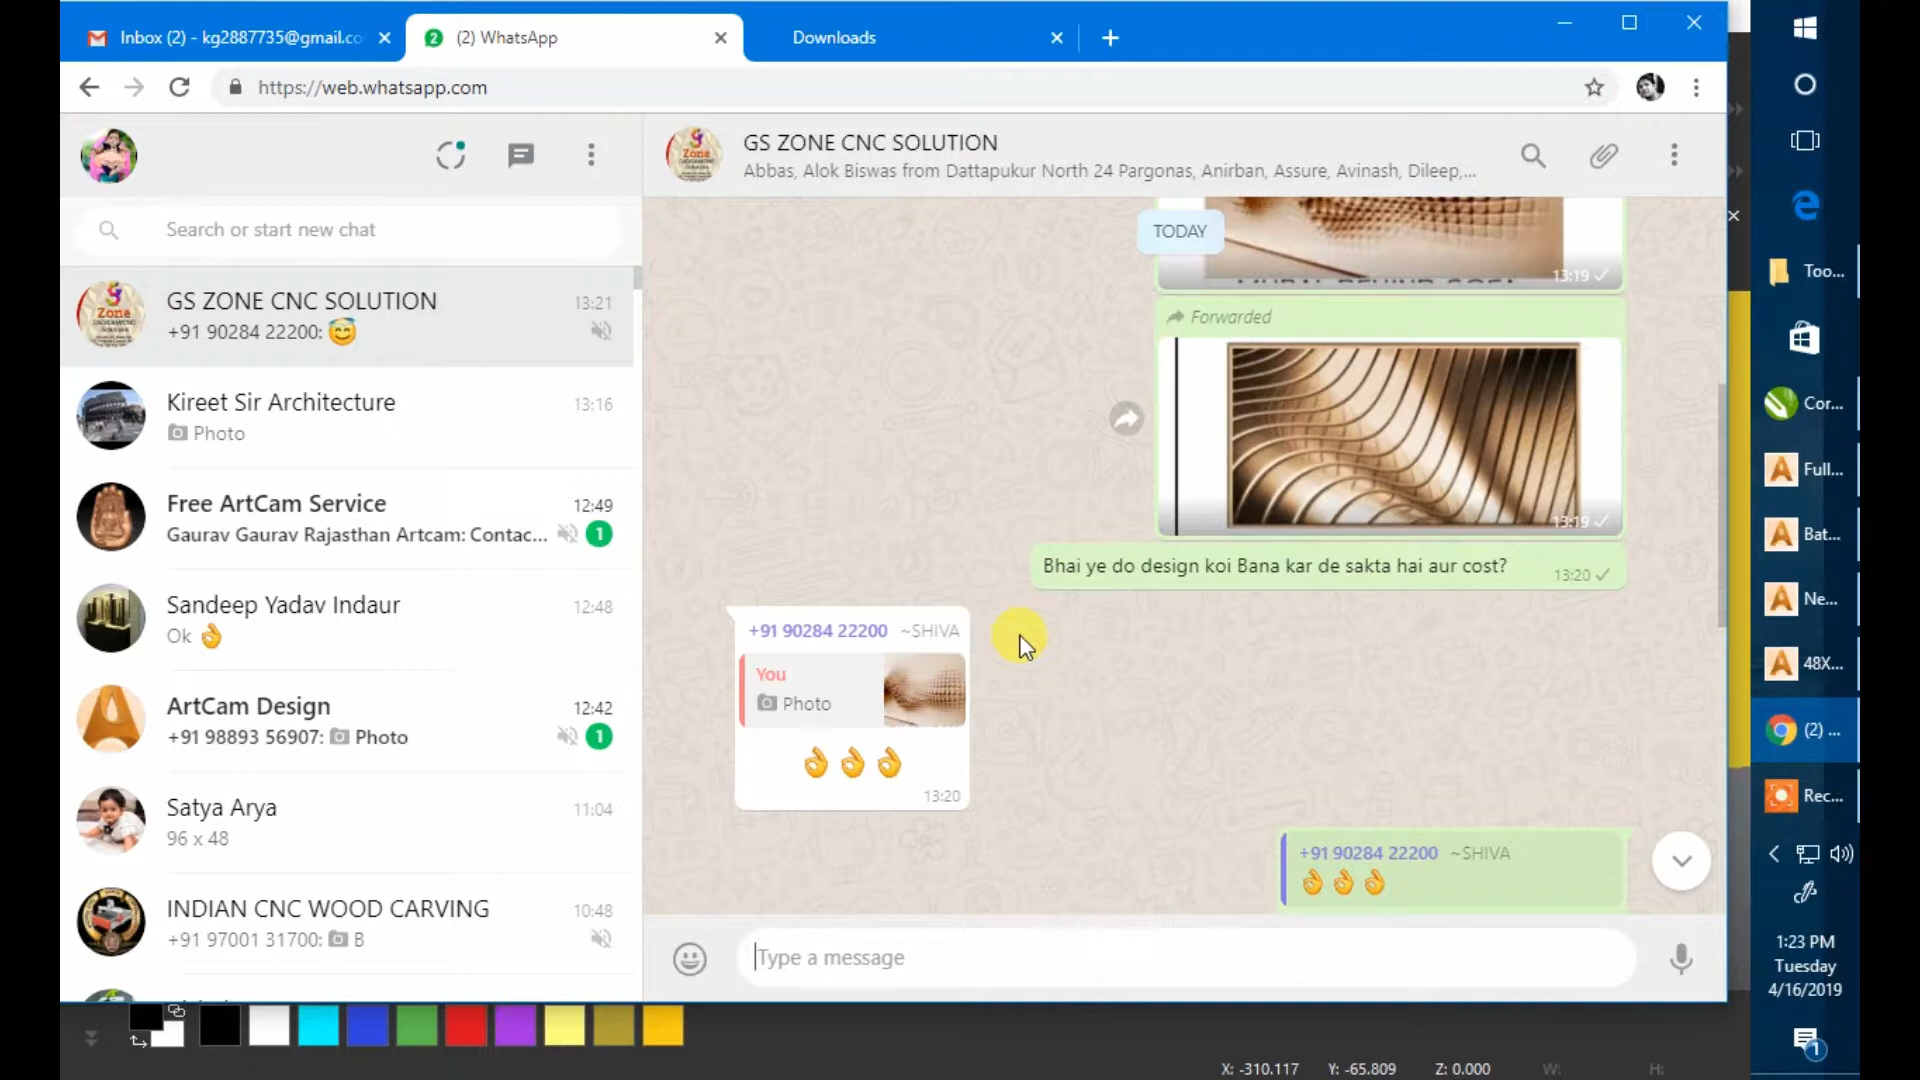 Inbox (2) - kg2887735@gmail.co
(2) WhatsApp
Downloads
https://web.whatsapp.com
GS ZONE CNC SOLUTION
Abbas, Alok Biswas from Dattapukur North 24 Pargonas, Anirban, Assure, Avinash, Dileep,...
Search or start new chat
GS ZONE CNC SOLUTION
13:21
+91 90284 22200: 😇
Kireet Sir Architecture
13:16
Photo
Free ArtCam Service
12:49
Gaurav Gaurav Rajasthan Artcam: Contac...
1
Sandeep Yadav Indaur
12:48
Ok 👌
ArtCam Design
12:42
+91 98893 56907: Photo
1
Satya Arya
11:04
96 x 48
INDIAN CNC WOOD CARVING
10:48
+91 97001 31700: B
TODAY
13:19
Forwarded
13:19
Bhai ye do design koi Bana kar de sakta hai aur cost?
13:20
+91 90284 22200 ~SHIVA
You
Photo
👌👌👌
13:20
+91 90284 22200 ~SHIVA
👌👌👌
Type a message
Too...
Cor...
Full...
Bat...
Ne...
48X...
(2) ...
Rec...
1:23 PM
Tuesday
4/16/2019
1
X: -310.117
Y: -65.809
Z: 0.000
W:
H: